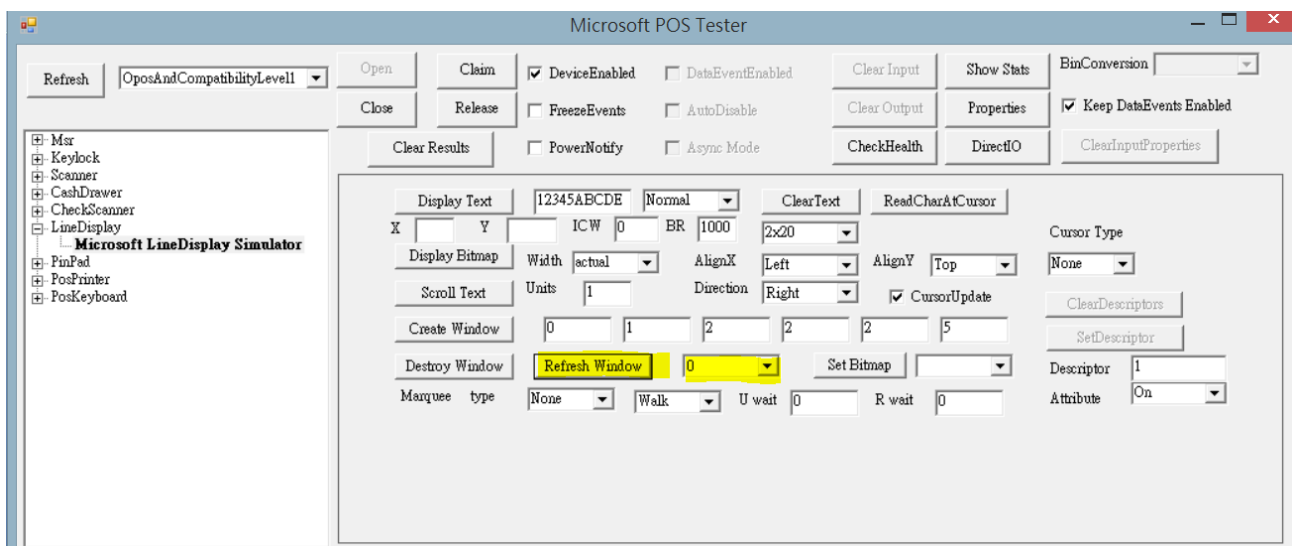 Microsoft POS Tester
Refresh OposAndCompatibilityLevel1 Open Claim DeviceEnabled DataEventEnabled Clear Input Show Stats BinConversion
Close Release FreezeEvents AutoDisable Clear Output Properties Keep DataEvents Enabled
Clear Results PowerNotify Async Mode CheckHealth DirectIO ClearInputProperties
Msr
Keylock
Scanner
CashDrawer
CheckScanner
LineDisplay
Microsoft LineDisplay Simulator
PinPad
PosPrinter
PosKeyboard
Display Text 12345ABCDE Normal ClearText ReadCharAtCursor
X Y ICW 0 BR 1000 2x20 Cursor Type
Display Bitmap Width actual AlignX Left AlignY Top None
Scroll Text Units 1 Direction Right CursorUpdate ClearDescriptors
Create Window 0 1 2 2 2 5 SetDescriptor
Destroy Window Refresh Window 0 Set Bitmap Descriptor 1
Marquee type None Walk U wait 0 R wait 0 Attribute On